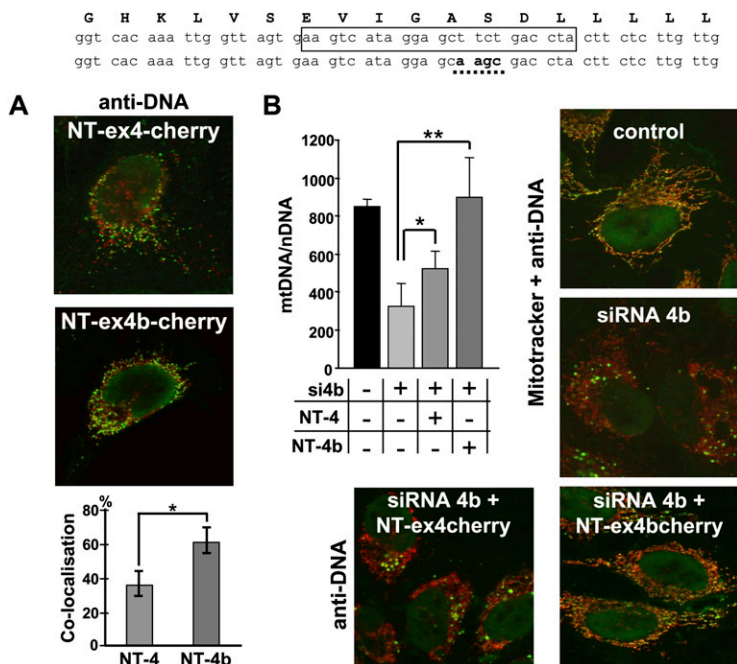 G H K L V S E V I G A S D L L L L L
ggt cac aaa ttg gtt agt gaa gtc ata gga gct tct gac cta ctt ctc ttg ttg
ggt cac aaa ttg gtt agt gaa gtc ata gga gca agc gac cta ctt ctc ttg ttg
A
anti-DNA
NT-ex4-cherry
NT-ex4b-cherry
%
80
60
40
20
0
*
Co-localisation
NT-4 NT-4b
B
1200
1000
800
600
400
200
0
mtDNA/nDNA
**
*
si4b - + + +
NT-4 - - + -
NT-4b - - - +
Mitotracker + anti-DNA
control
siRNA 4b
anti-DNA
siRNA 4b +
NT-ex4cherry
siRNA 4b +
NT-ex4bcherry